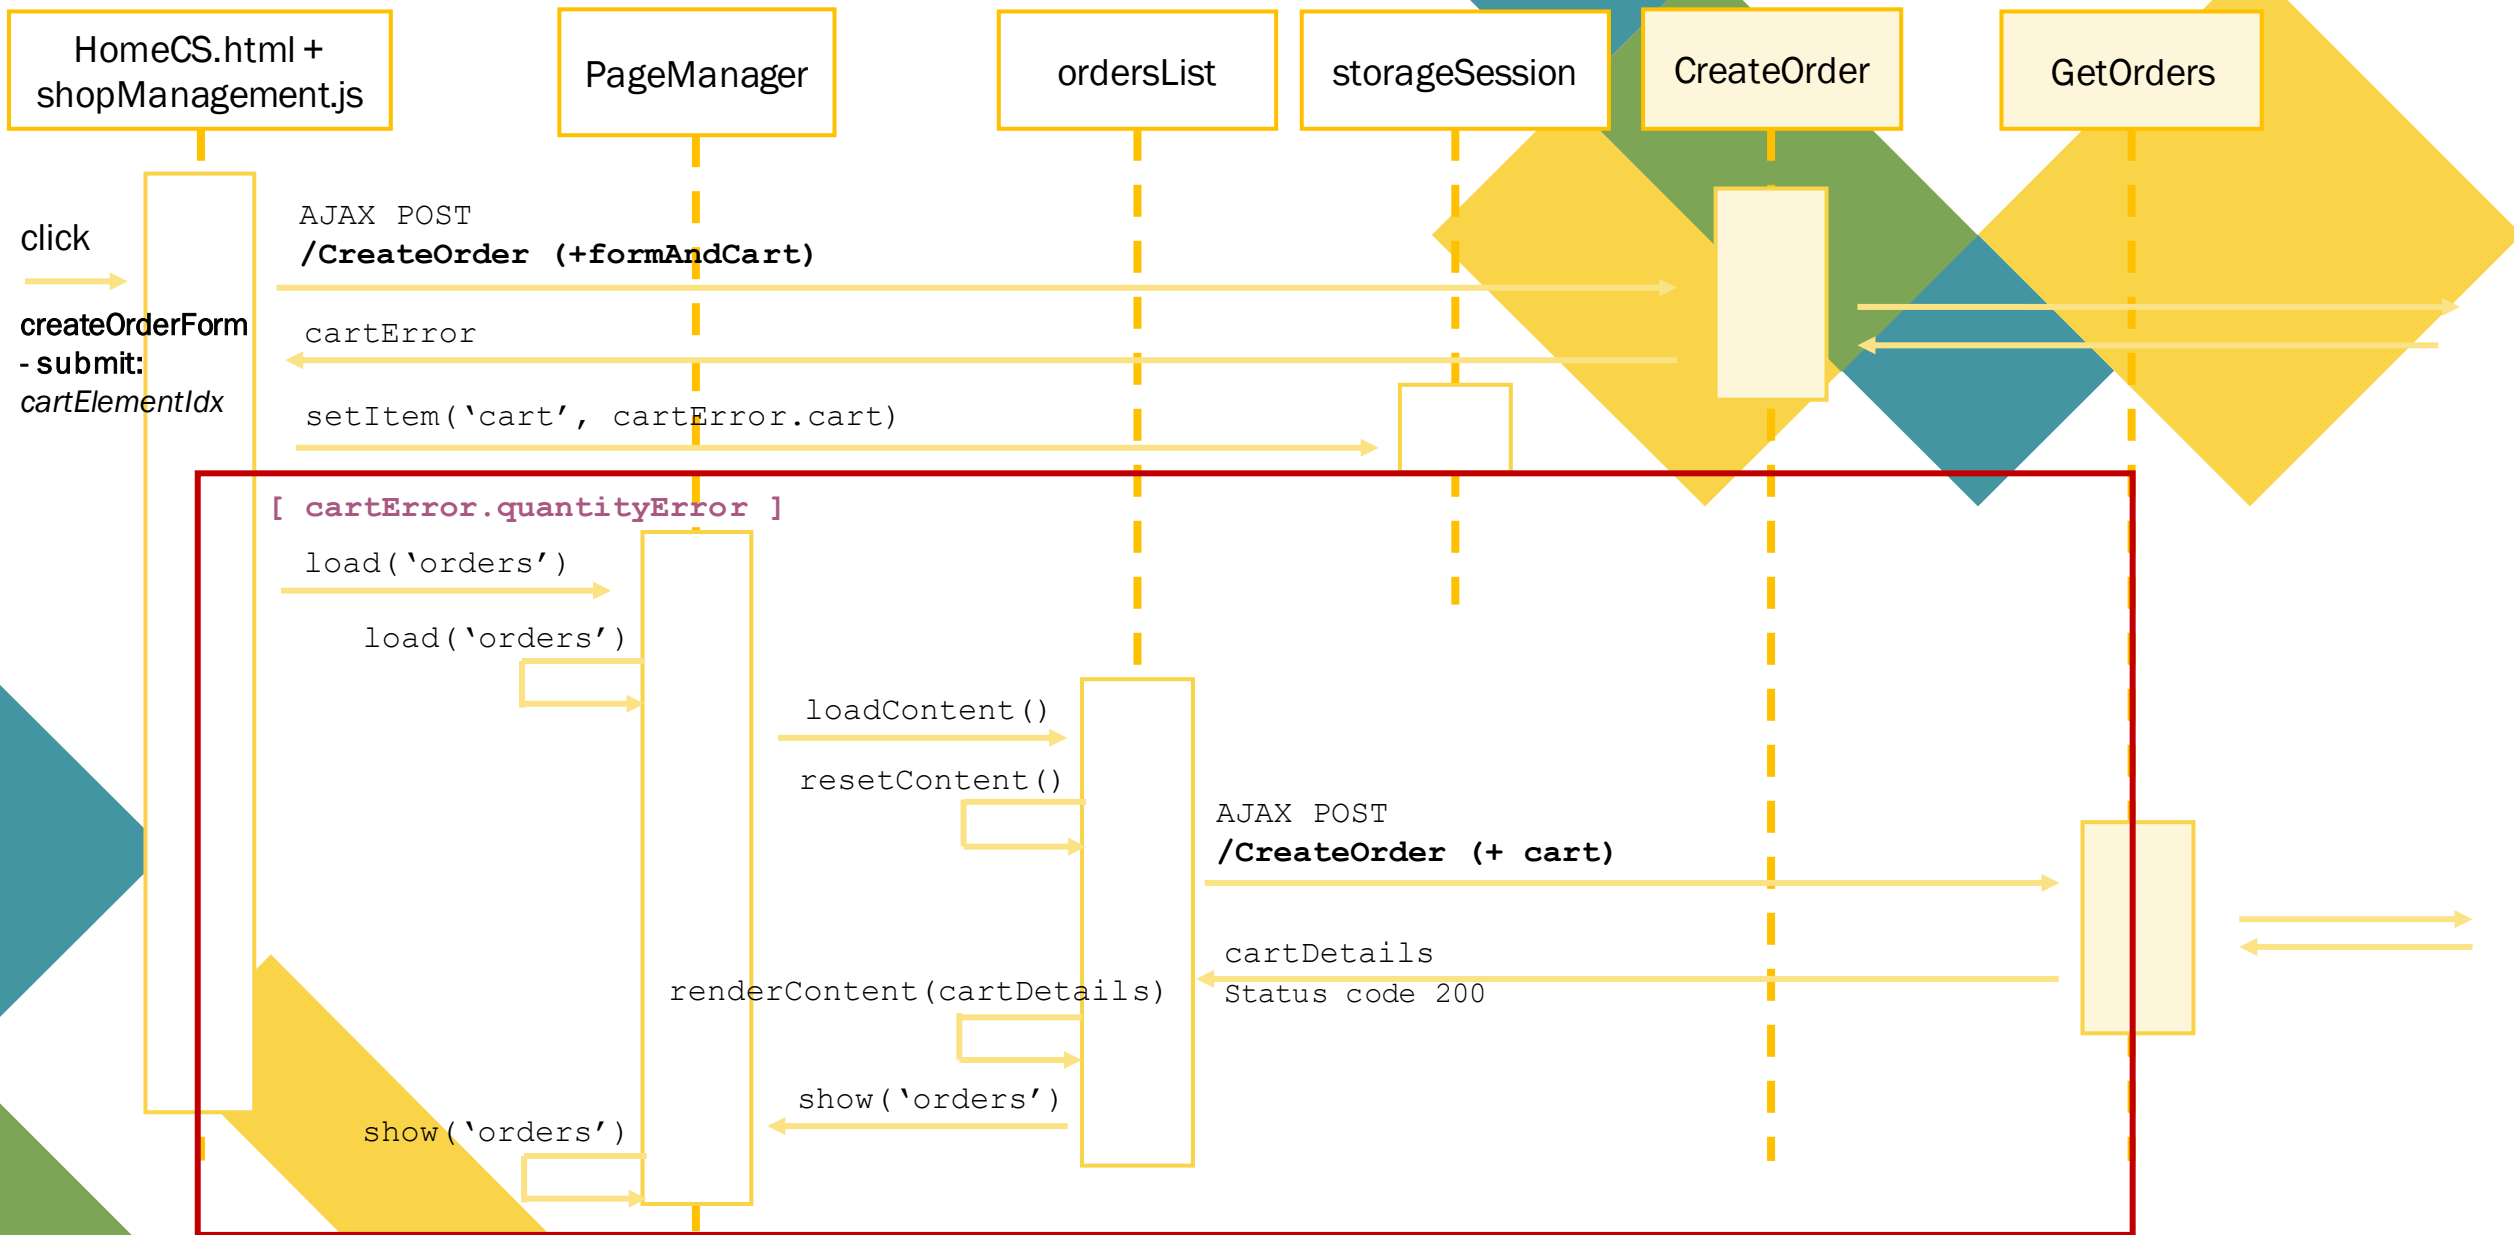 HomeCS.html +
shopManagement.js
PageManager
ordersList
storageSession
CreateOrder
GetOrders
click
createOrderForm
- submit:
cartElementIdx
AJAX POST
/CreateOrder (+formAndCart)
cartError
setItem(‘cart’, cartError.cart)
[ cartError.quantityError ]
load(‘orders’)
load(‘orders’)
loadContent()
resetContent()
AJAX POST
/CreateOrder (+ cart)
cartDetails
Status code 200
renderContent(cartDetails)
show(‘orders’)
show(‘orders’)